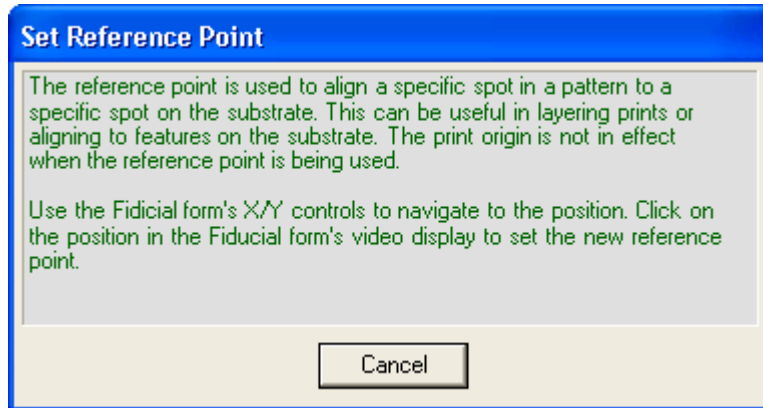 Set Reference Point
The reference point is used to align a specific spot in a pattern to a
specific spot on the substrate. This can be useful in layering prints or
aligning to features on the substrate. The print origin is not in effect
when the reference point is being used.
Use the Fidicial form's X/Y controls to navigate to the position. Click on
the position in the Fiducial form's video display to set the new reference
point.
Cancel